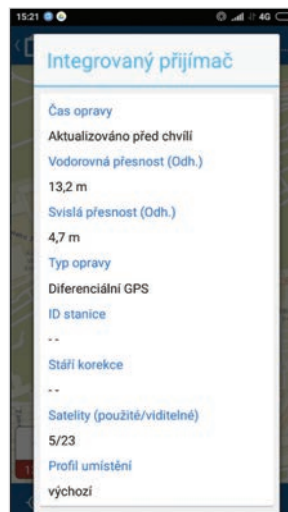 15:21 4G
Integrovaný přijímač
Čas opravy
Aktualizováno před chvílí
Vodorovná přesnost (Odh.)
13,2 m
Svislá přesnost (Odh.)
4,7 m
Typ opravy
Diferenciální GPS
ID stanice
--
Stáří korekce
--
Satelity (použité/viditelné)
5/23
Profil umístění
výchozí